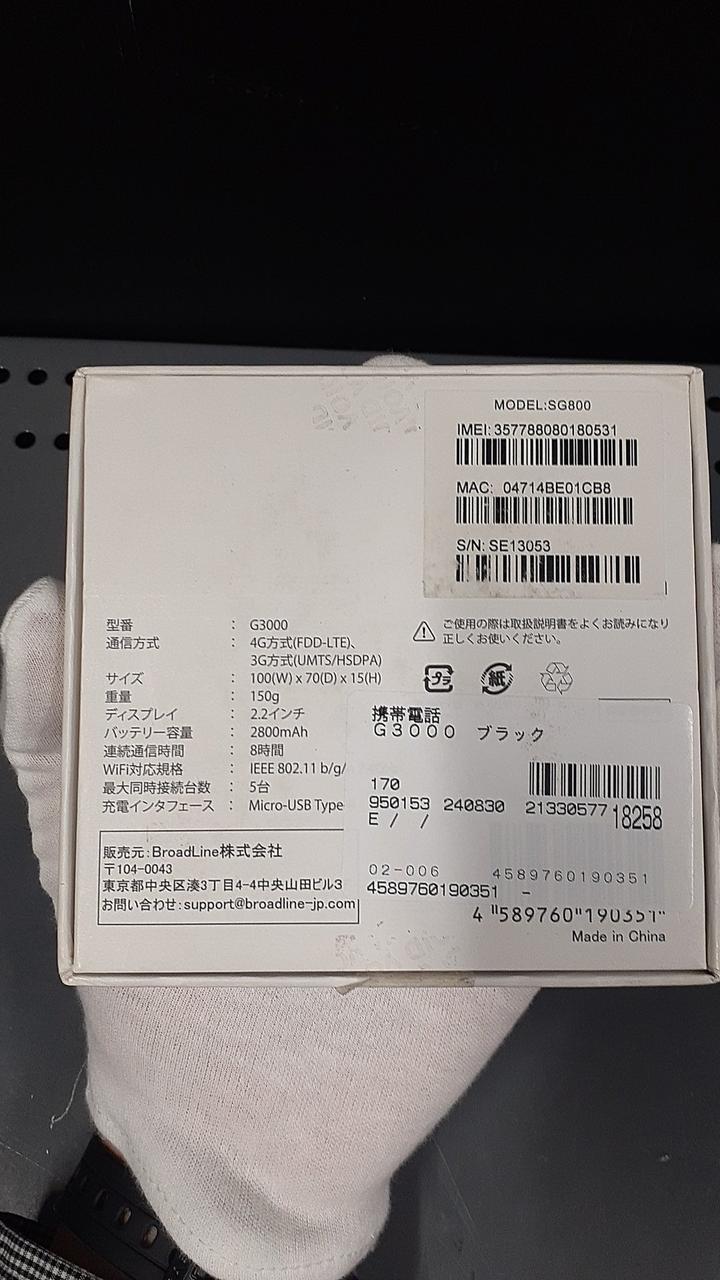 MODEL:SG800
IMEI: 357788080180531
MAC: 04714BE01CB8
S/N: SE13053
型番 : G3000
通信方式 : 4G方式(FDD-LTE)、
3G方式(UMTS/HSDPA)
サイズ : 100(W) x 70(D) x 15(H)
重量 : 150g
ディスプレイ : 2.2インチ
バッテリー容量 : 2800mAh
連続通信時間 : 8時間
WiFi対応規格 : IEEE 802.11 b/g/
最大同時接続台数 : 5台
充電インタフェース : Micro-USB Type
販売元:BroadLine株式会社
〒104-0043
東京都中央区湊3丁目4-4中央山田ビル3
お問い合わせ:support@broadline-jp.com
ご使用の際は取扱説明書をよくお読みになり
正しくお使いください。
プラ
紙
携帯電話
G3000 ブラック
170
950153 240830 21330577 18258
E / /
02-006 4589760190351
4589760190351 -
4 589760 190351
Made in China